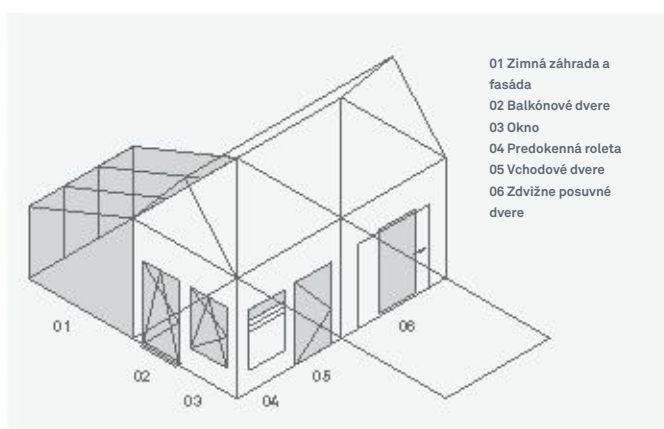 01 Zimná záhrada a
fasáda
02 Balkónové dvere
03 Okno
04 Predokenná roleta
05 Vchodové dvere
06 Zdvižne posuvné
dvere
01
02
03
04
05
06